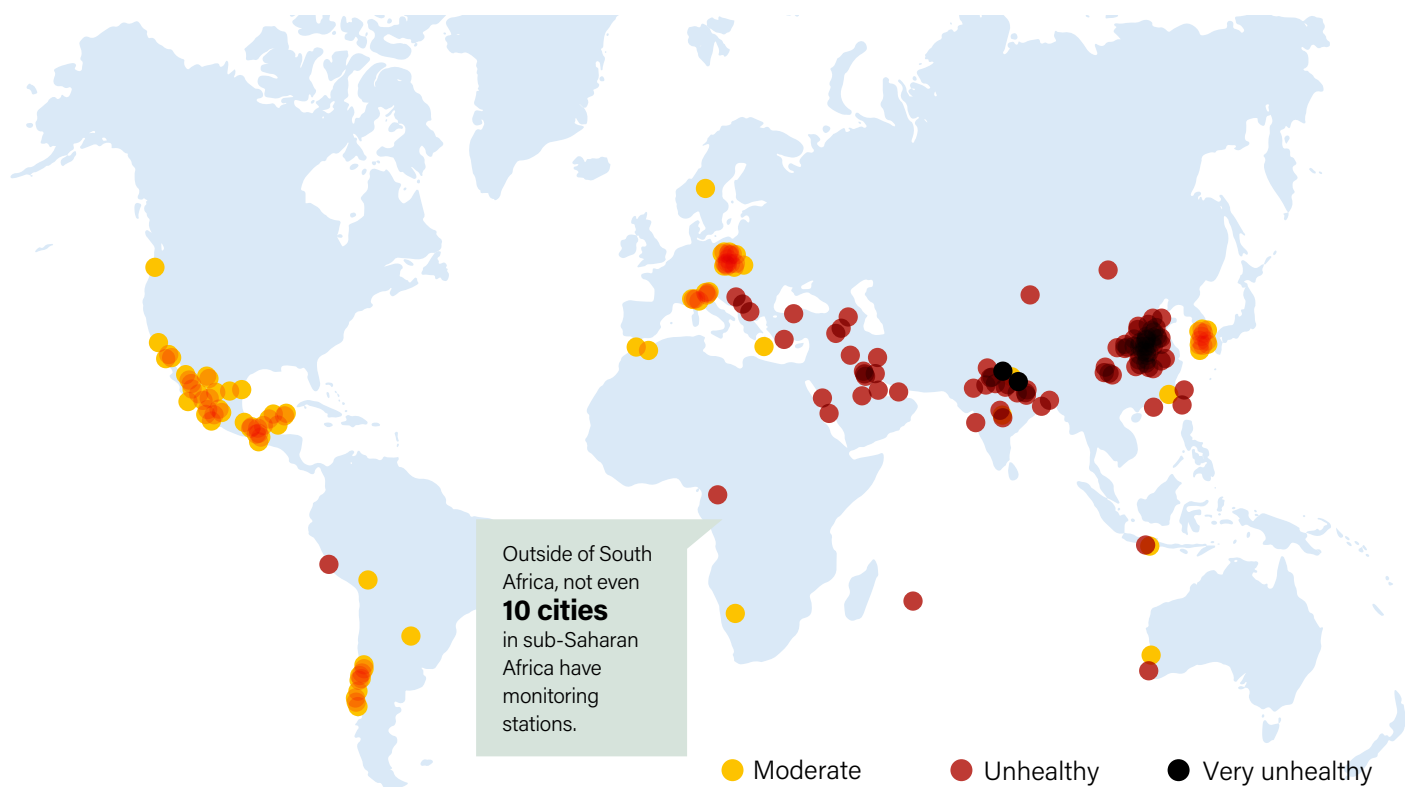 Outside of South
Africa, not even
10 cities
in sub-Saharan
Africa have
monitoring
stations.
Moderate
Unhealthy
Very unhealthy